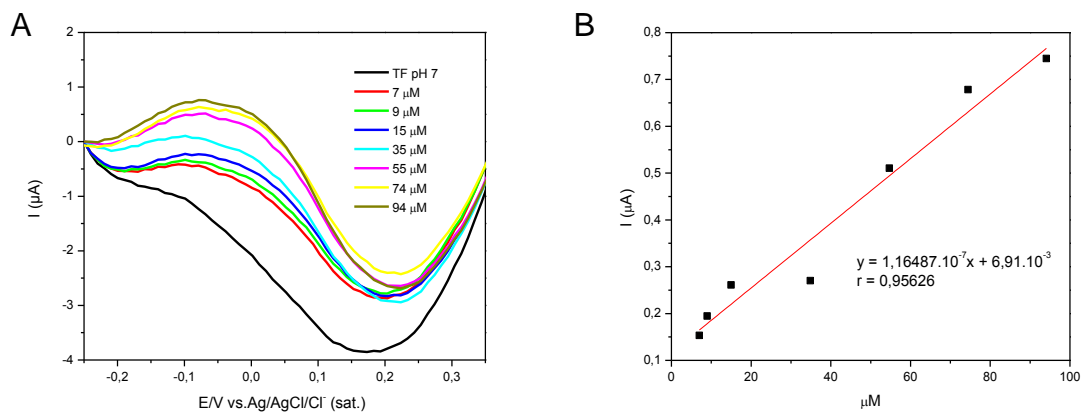 A
I (μA)
2
1
0
-1
-2
-3
-4
-0,2
-0,1
0,0
0,1
0,2
0,3
E/V vs.Ag/AgCl/Cl⁻ (sat.)
TF pH 7
7 μM
9 μM
15 μM
35 μM
55 μM
74 μM
94 μM
B
I (μA)
0,8
0,7
0,6
0,5
0,4
0,3
0,2
0,1
0
20
40
60
80
100
μM
y = 1,16487.10⁻⁷x + 6,91.10⁻³
r = 0,95626